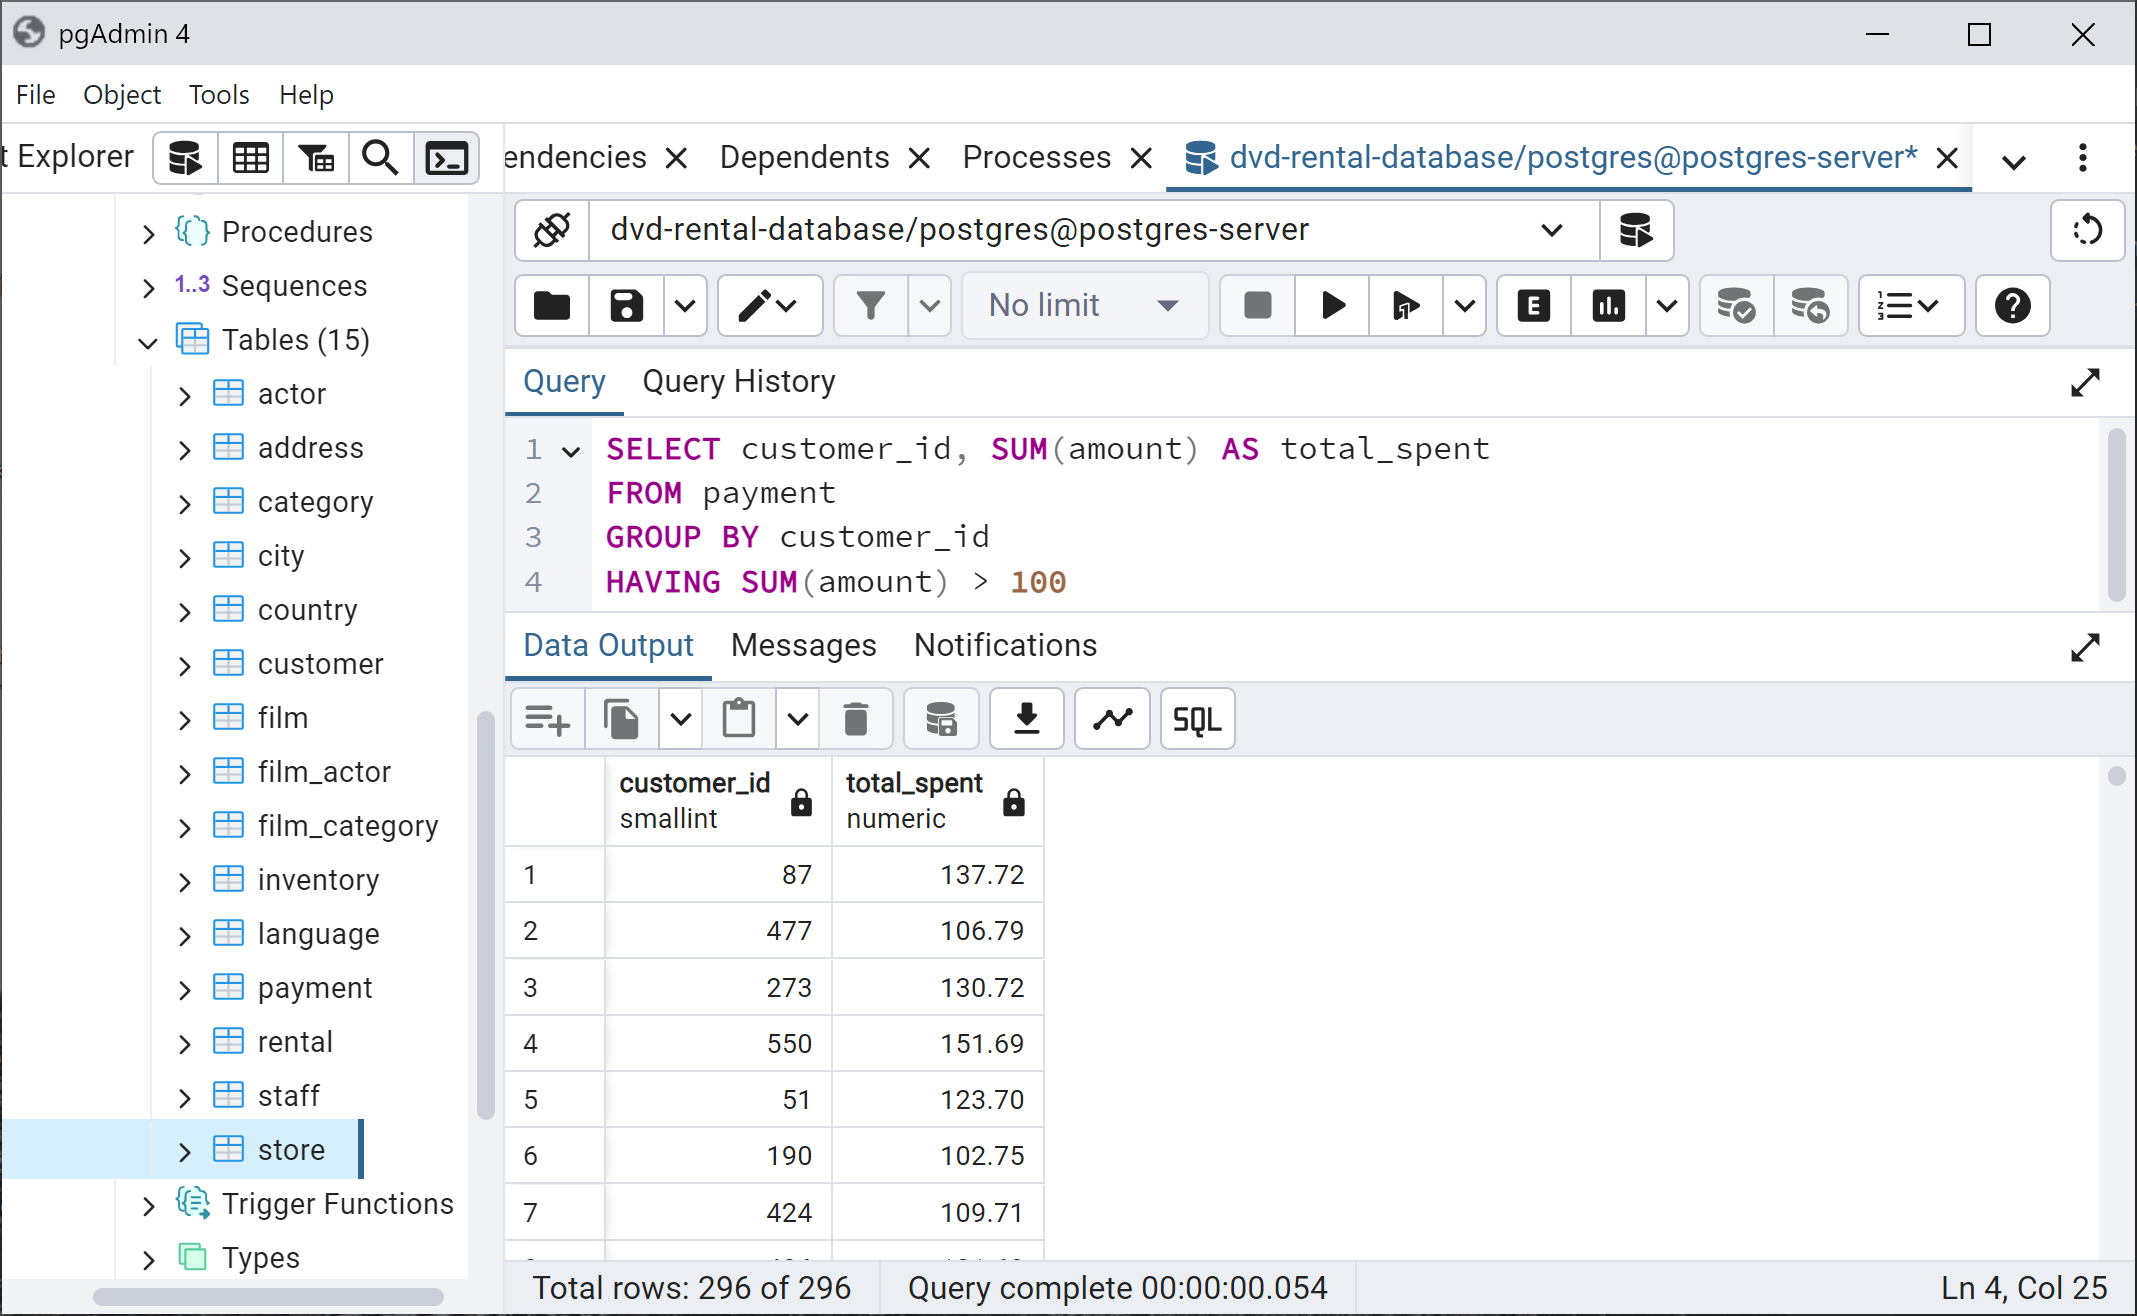 pgAdmin 4
File Object Tools Help
t Explorer
endencies Dependents Processes dvd-rental-database/postgres@postgres-server*
Procedures
1..3 Sequences
Tables (15)
actor
address
category
city
country
customer
film
film_actor
film_category
inventory
language
payment
rental
staff
store
Trigger Functions
Types
dvd-rental-database/postgres@postgres-server
No limit
E
Query Query History
1 SELECT customer_id, SUM(amount) AS total_spent
2 FROM payment
3 GROUP BY customer_id
4 HAVING SUM(amount) > 100
Data Output Messages Notifications
SQL
customer_id total_spent
smallint numeric
1 87 137.72
2 477 106.79
3 273 130.72
4 550 151.69
5 51 123.70
6 190 102.75
7 424 109.71
Total rows: 296 of 296 Query complete 00:00:00.054 Ln 4, Col 25